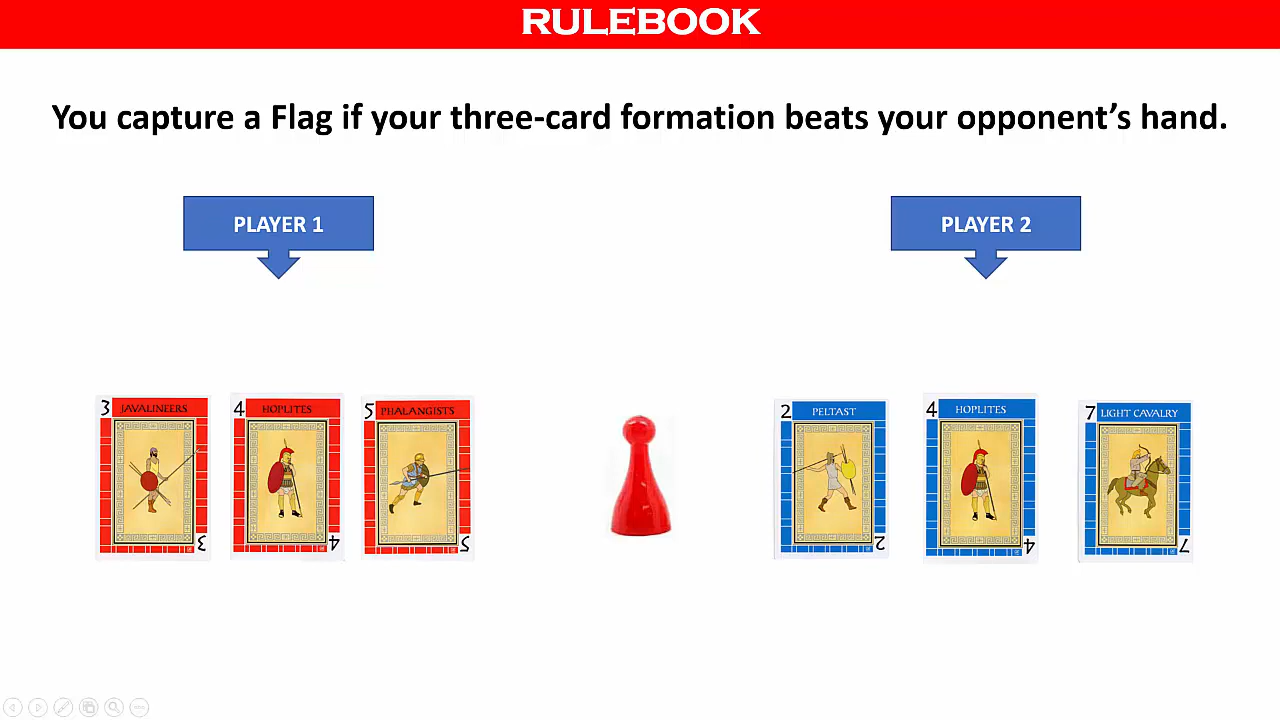 RULEBOOK
You capture a Flag if your three-card formation beats your opponent's hand.
PLAYER 1
PLAYER 2
3 JAVALINEERS
3
4 HOPLITES
4
5 PHALANGISTS
5
2 PELTAST
2
4 HOPLITES
4
7 LIGHT CAVALRY
7